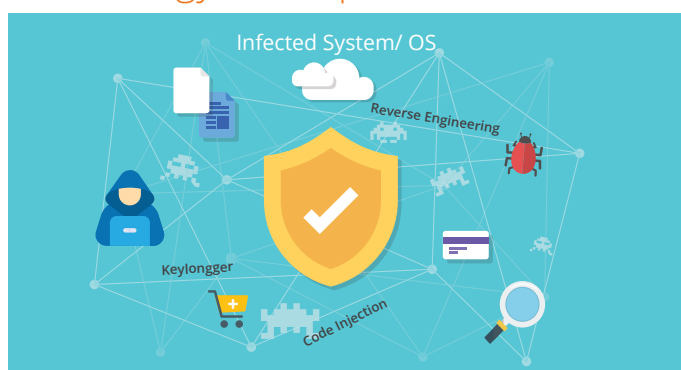 Infected System/ OS
Reverse Engineering
Keylongger
Code Injection